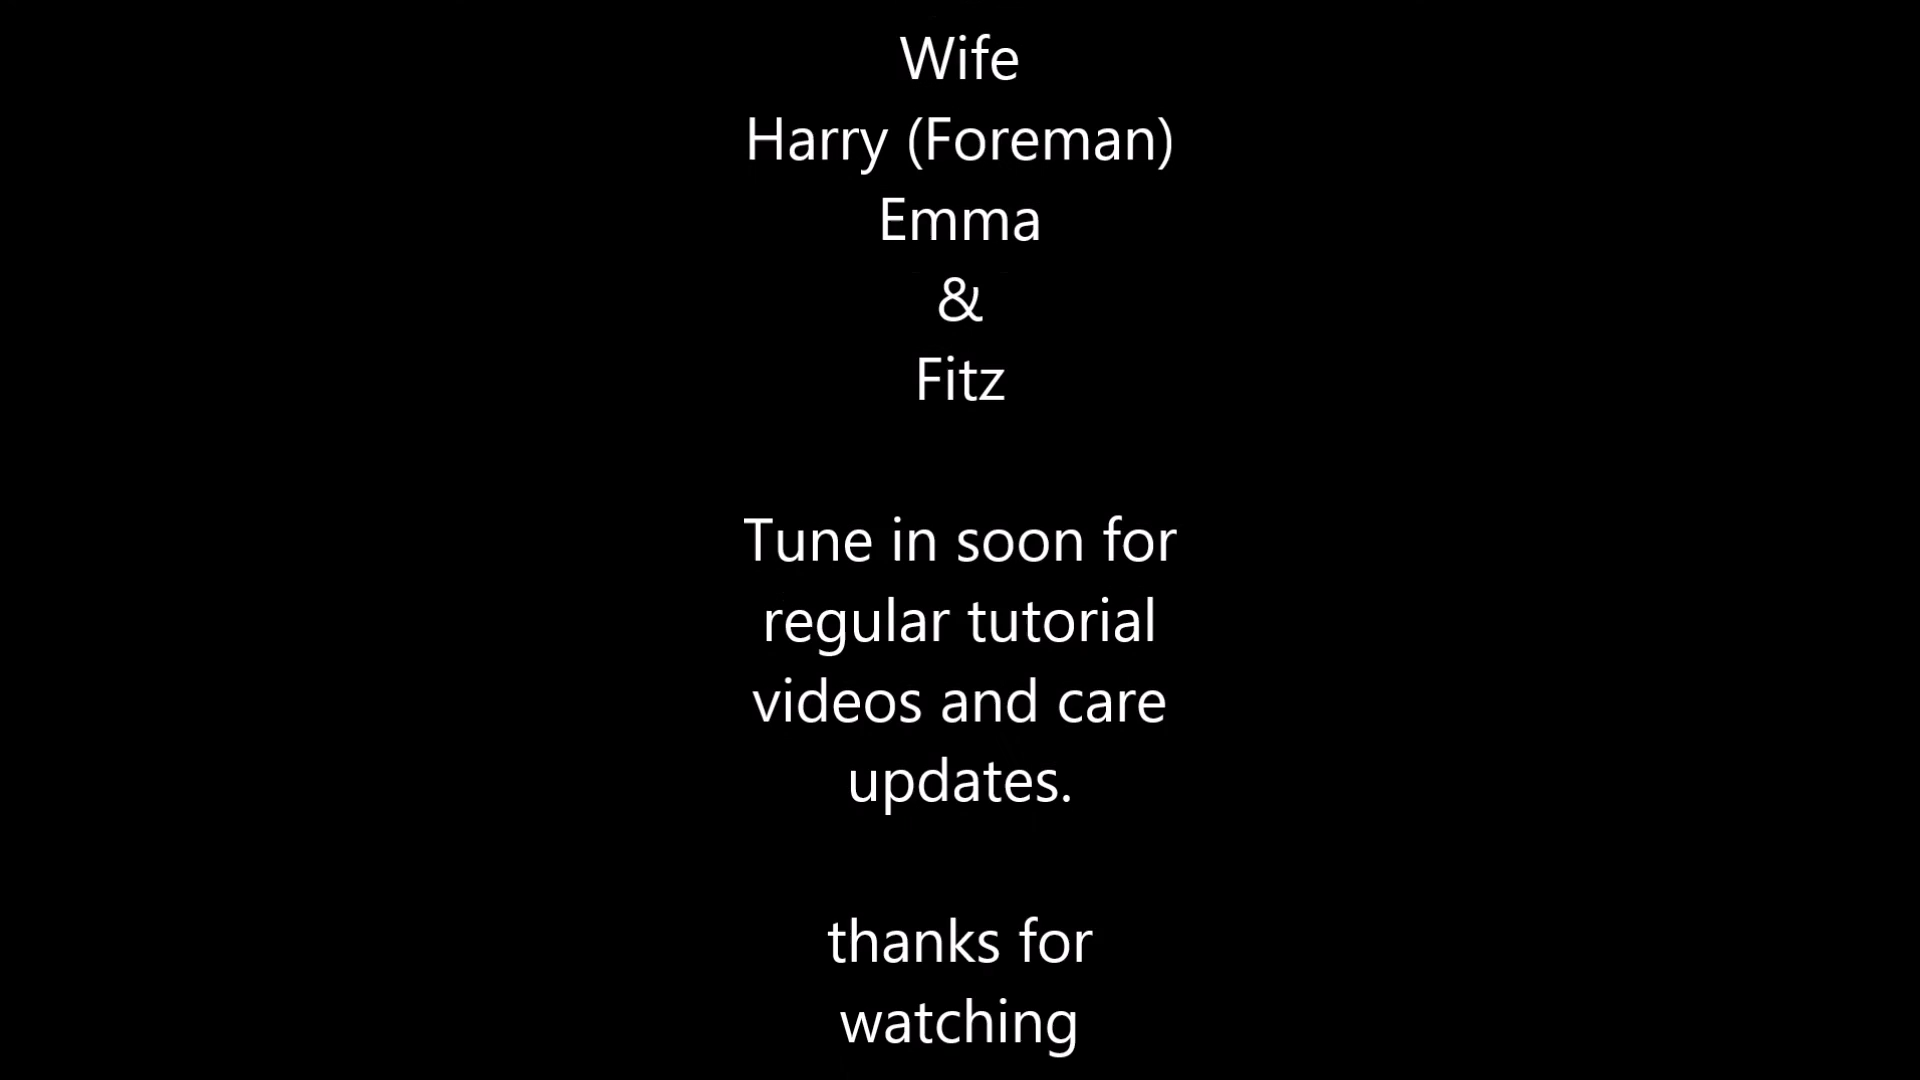 Wife
Harry (Foreman)
Emma
&
Fitz
Tune in soon for
regular tutorial
videos and care
updates.
thanks for
watching